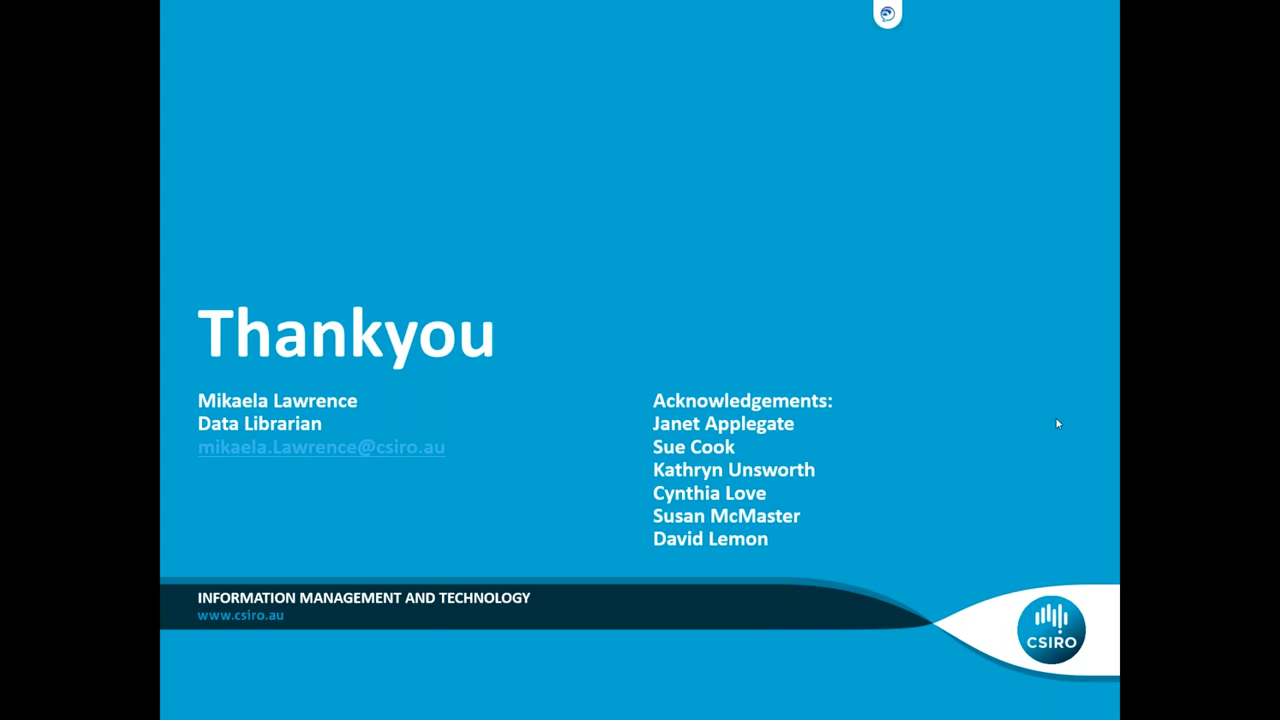 Thankyou
Mikaela Lawrence
Data Librarian
mikaela.Lawrence@csiro.au
Acknowledgements:
Janet Applegate
Sue Cook
Kathryn Unsworth
Cynthia Love
Susan McMaster
David Lemon
INFORMATION MANAGEMENT AND TECHNOLOGY
www.csiro.au
CSIRO